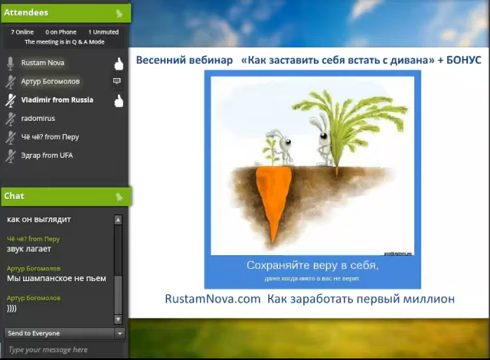 Attendees
7 Online 0 on Phone 1 Unmuted
The meeting is in Q & A Mode
Rustam Nova
Артур Богомолов
Vladimir from Russia
radomirus
Чё чё? from Перу
Эдгар from UFA
Chat
как он выглядит
Чё чё? from Перу
звук лагает
Артур Богомолов
Мы шампанское не пьем
Артур Богомолов
))))
Send to Everyone
Type your message here
Весенний вебинар «Как заставить себя встать с дивана» + БОНУС
Сохраняйте веру в себя,
даже когда никто в вас не верит.
RustamNova.com Как заработать первый миллион